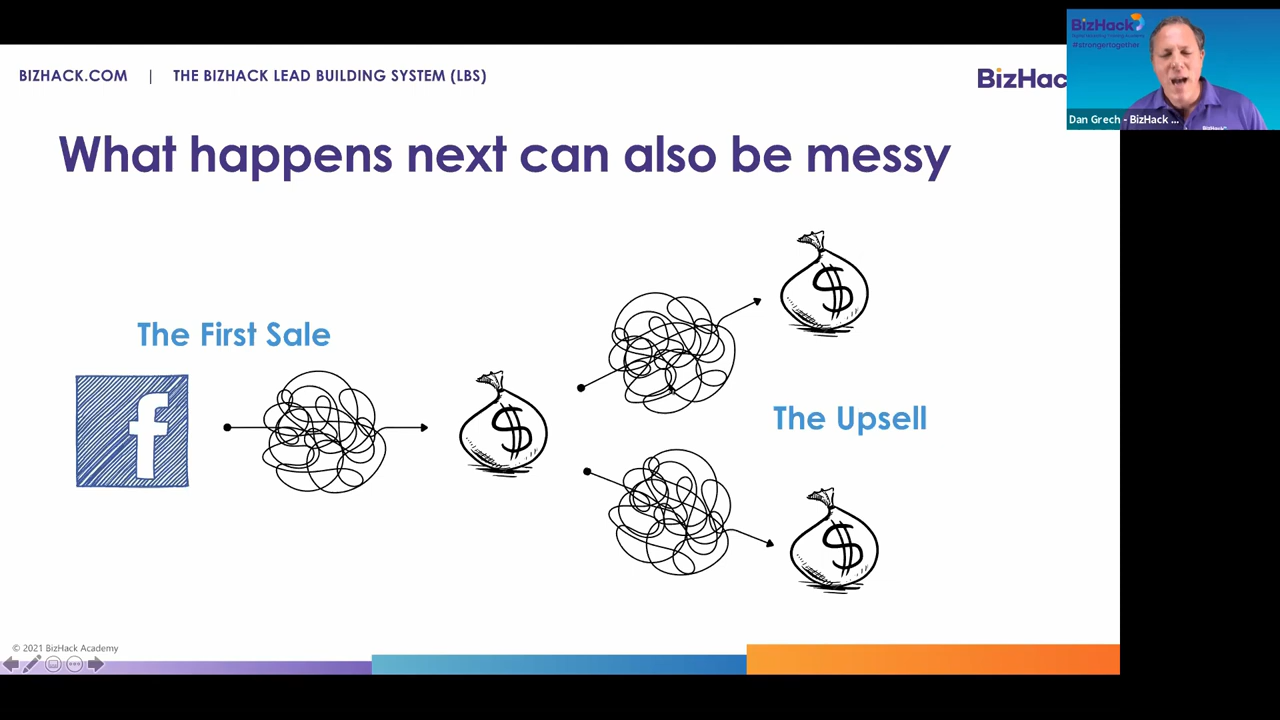 BIZHACK.COM | THE BIZHACK LEAD BUILDING SYSTEM (LBS)
BizHac
BizHack
#strongertogether
Dan Grech - BizHack ...
BizHack
What happens next can also be messy
The First Sale
f
$
$
$
The Upsell
© 2021 BizHack Academy